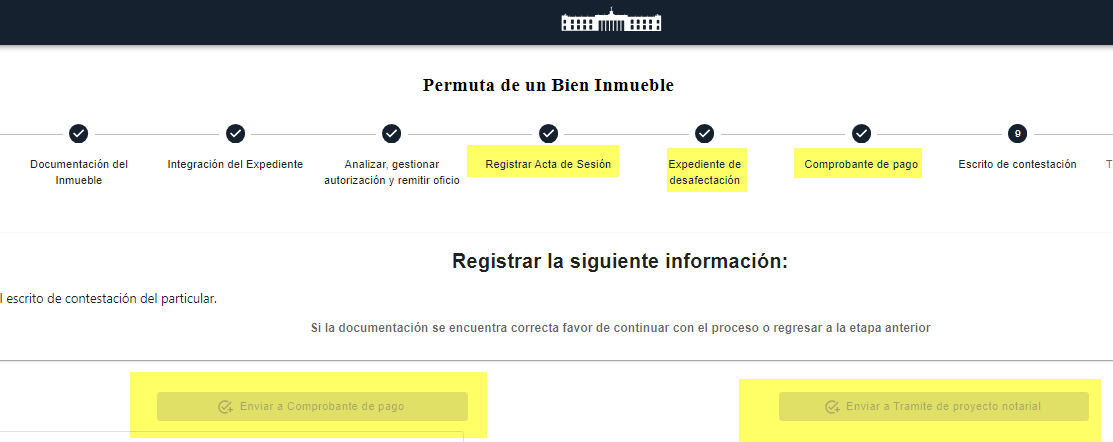 Permuta de un Bien Inmueble
9
Documentación del
Inmueble
Integración del Expediente
Analizar, gestionar
autorización y remitir oficio
Registrar Acta de Sesión
Expediente de
desafectación
Comprobante de pago
Escrito de contestación
T
Registrar la siguiente información:
l escrito de contestación del particular.
Si la documentación se encuentra correcta favor de continuar con el proceso o regresar a la etapa anterior
Enviar a Comprobante de pago
Enviar a Tramite de proyecto notarial